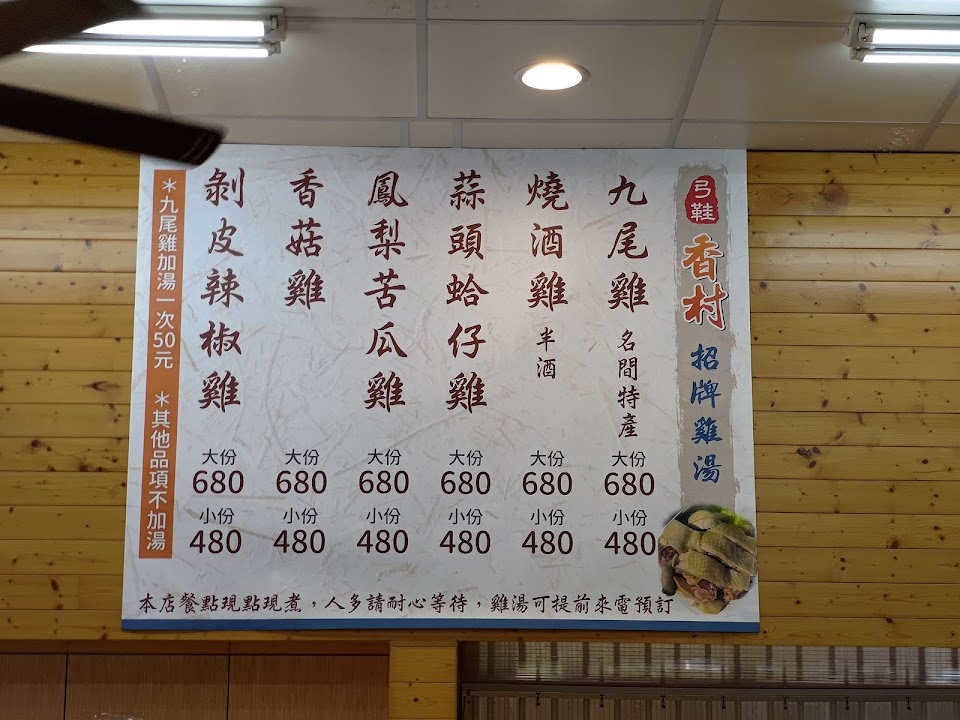 弓鞋
香村
招牌雞湯
九尾雞 名間特產
大份
680
小份
480
燒酒雞 半酒
大份
680
小份
480
蒜頭蛤仔雞
大份
680
小份
480
鳳梨苦瓜雞
大份
680
小份
480
香菇雞
大份
680
小份
480
剝皮辣椒雞
大份
680
小份
480
＊九尾雞加湯一次50元 ＊其他品項不加湯
本店餐點現點現煮，人多請耐心等待，雞湯可提前來電預訂